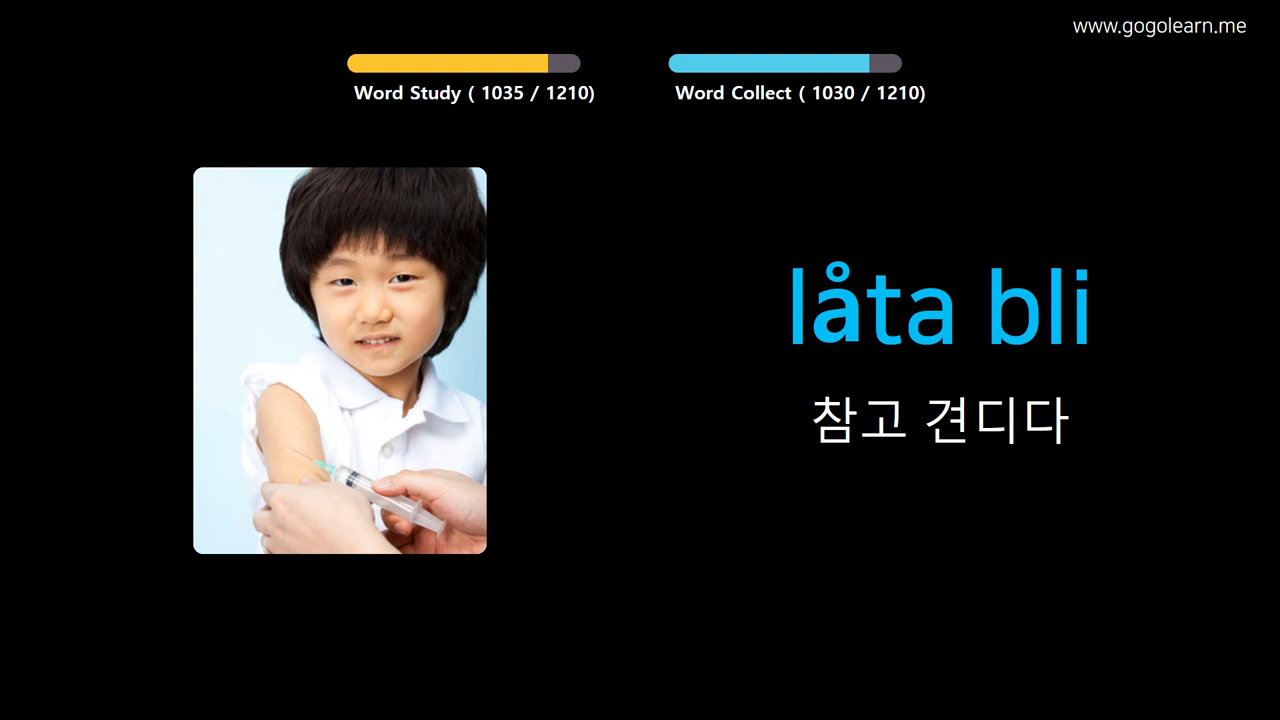 www.gogolearn.me
Word Study ( 1035 / 1210)
Word Collect ( 1030 / 1210)
låta bli
참고 견디다